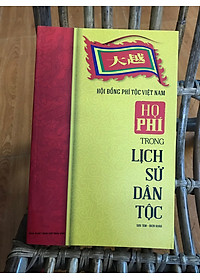 大越
HỘI ĐỒNG PHÍ TỘC VIỆT NAM
HỌ
PHÍ
TRONG
LỊCH
SỬ
DÂN
TỘC